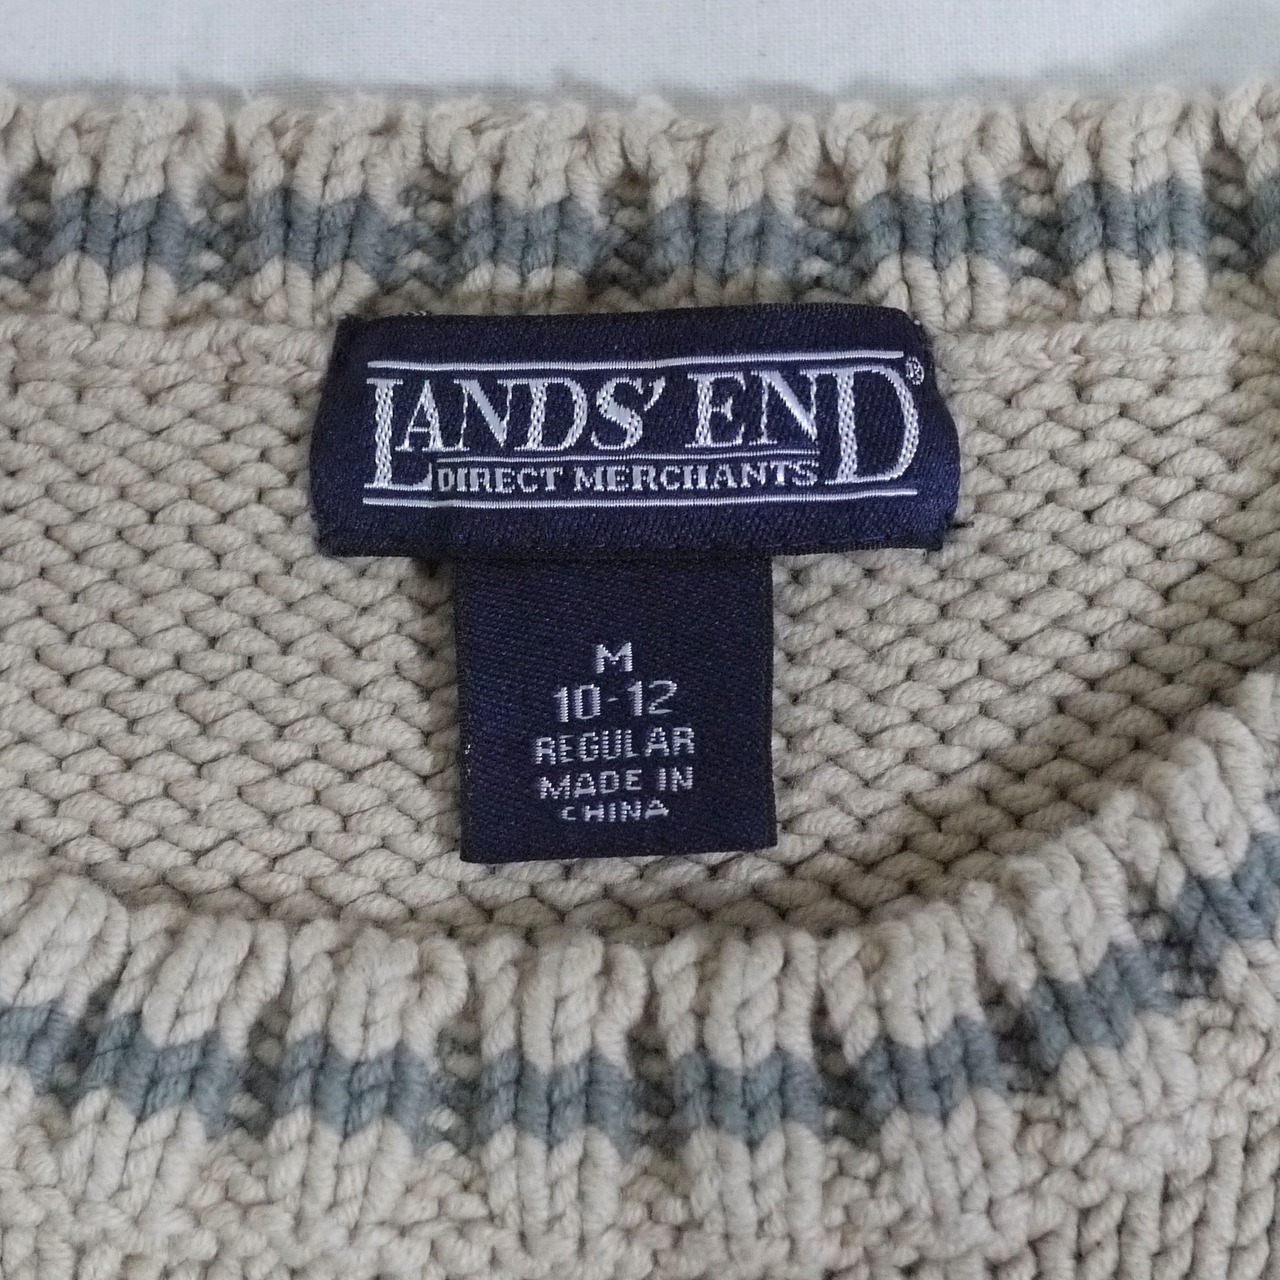 LANDS' END®
DIRECT MERCHANTS
M
10-12
REGULAR
MADE IN
CHINA